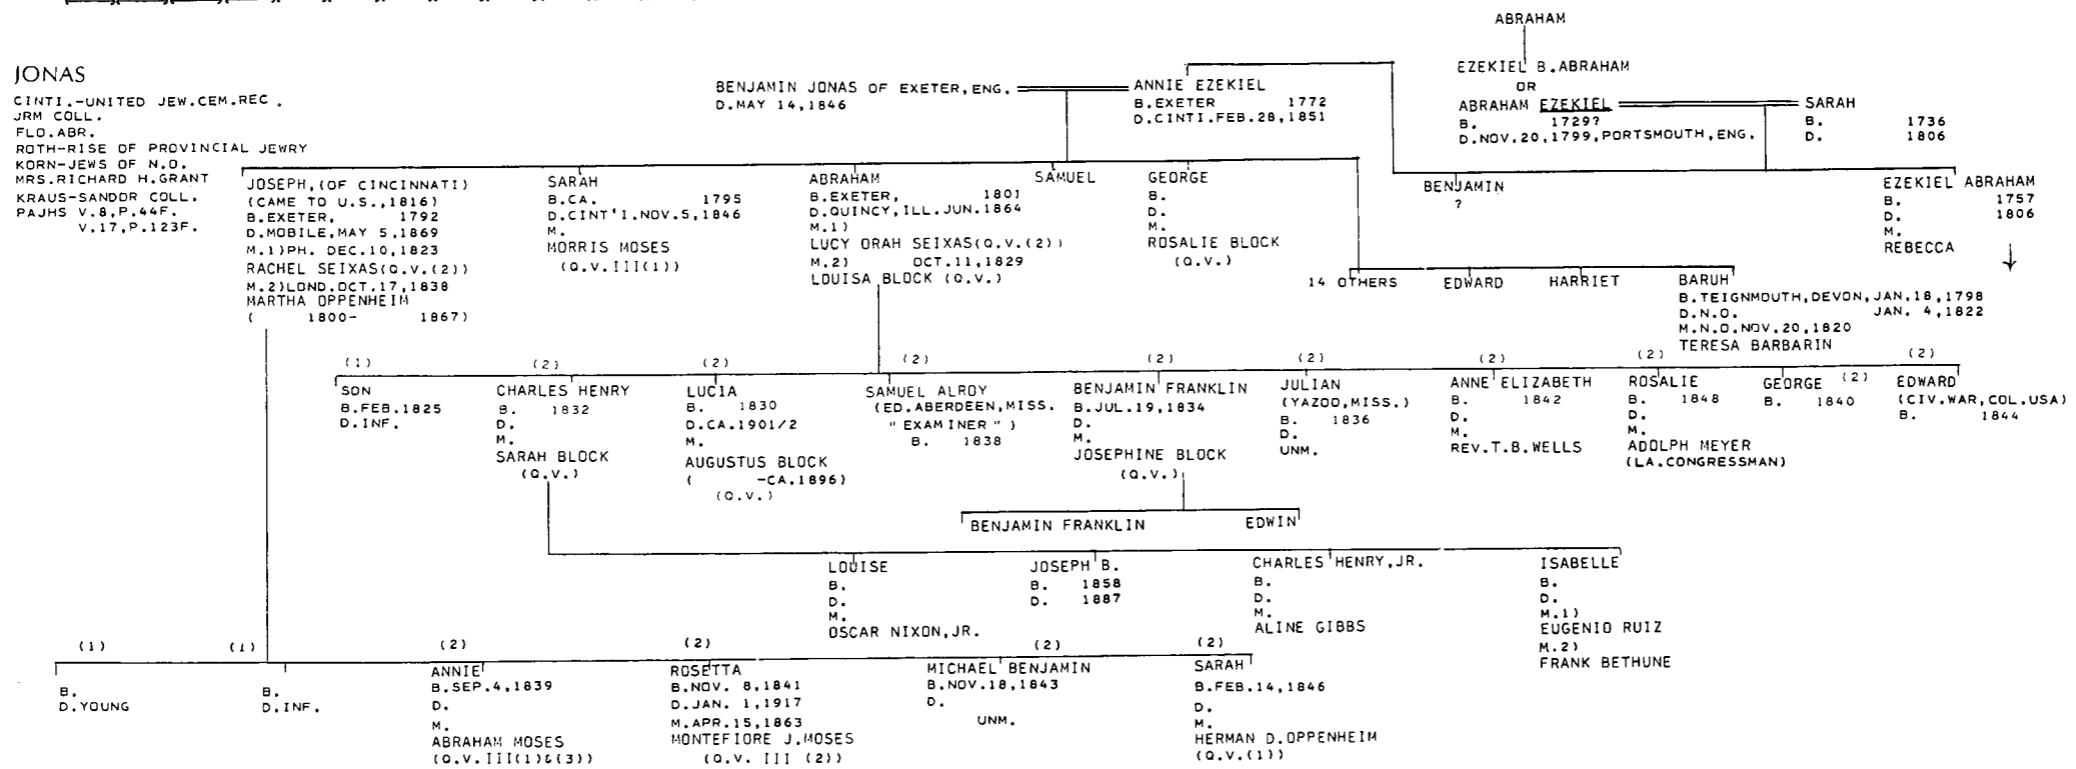 ABRAHAM
EZEKIEL B.ABRAHAM
OR
ABRAHAM EZEKIEL
B. 1729?
D.NOV.20,1799,PORTSMOUTH,ENG.
SARAH
B. 1736
D. 1806
JONAS
CINTI.-UNITED JEW.CEM.REC.
JRM COLL.
FLO.ABR.
ROTH-RISE OF PROVINCIAL JEWRY
KORN-JEWS OF N.O.
MRS.RICHARD H.GRANT
KRAUS-SANDOR COLL.
PAJHS V.8,P.44F.
V.17,P.123F.
BENJAMIN JONAS OF EXETER,ENG.
D.MAY 14,1846
ANNIE EZEKIEL
B.EXETER 1772
D.CINTI.FEB.28,1851
JOSEPH,(OF CINCINNATI)
(CAME TO U.S.,1816)
B.EXETER, 1792
D.MOBILE,MAY 5,1869
M.1)PH. DEC.10,1823
RACHEL SEIXAS(Q.V.(2))
M.2)LOND.OCT.17,1838
MARTHA OPPENHEIM
( 1800- 1867)
SARAH
B.CA. 1795
D.CINT'I.NOV.5,1846
M.
MORRIS MOSES
(Q.V.III(1))
ABRAHAM
B.EXETER, 1801
D.QUINCY,ILL.JUN.1864
M.1)
LUCY ORAH SEIXAS(Q.V.(2))
M.2) OCT.11,1829
LOUISA BLOCK (Q.V.)
SAMUEL
GEORGE
B.
D.
M.
ROSALIE BLOCK
(Q.V.)
BENJAMIN
?
EZEKIEL ABRAHAM
B. 1757
D. 1806
M.
REBECCA
14 OTHERS
EDWARD
HARRIET
BARUH
B.TEIGNMOUTH,DEVON,JAN.18,1798
D.N.O. JAN. 4,1822
M.N.O.NOV.20,1820
TERESA BARBARIN
(1)
SON
B.FEB.1825
D.INF.
(2)
CHARLES HENRY
B. 1832
D.
M.
SARAH BLOCK
(Q.V.)
(2)
LUCIA
B. 1830
D.CA.1901/2
M.
AUGUSTUS BLOCK
( -CA.1896)
(Q.V.)
(2)
SAMUEL ALROY
(ED.ABERDEEN,MISS.
"EXAMINER")
B. 1838
(2)
BENJAMIN FRANKLIN
B.JUL.19,1834
D.
M.
JOSEPHINE BLOCK
(Q.V.)
(2)
JULIAN
(YAZOO,MISS.)
B. 1836
D.
UNM.
(2)
ANNE ELIZABETH
B. 1842
D.
M.
REV.T.B.WELLS
(2)
ROSALIE
B. 1848
D.
M.
ADOLPH MEYER
(LA.CONGRESSMAN)
GEORGE (2)
B. 1840
(2)
EDWARD
(CIV.WAR,COL.USA)
B. 1844
BENJAMIN FRANKLIN
EDWIN
LOUISE
B.
D.
M.
OSCAR NIXON,JR.
JOSEPH B.
B. 1858
D. 1887
CHARLES HENRY,JR.
B.
D.
M.
ALINE GIBBS
ISABELLE
B.
D.
M.1)
EUGENIO RUIZ
M.2)
FRANK BETHUNE
(1)
B.
D.YOUNG
(1)
B.
D.INF.
(2)
ANNIE
B.SEP.4,1839
D.
M.
ABRAHAM MOSES
(Q.V.III(1)&(3))
(2)
ROSETTA
B.NOV. 8,1841
D.JAN. 1,1917
M.APR.15,1863
MONTEFIORE J.MOSES
(Q.V. III (2))
(2)
MICHAEL BENJAMIN
B.NOV.18,1843
D.
UNM.
(2)
SARAH
B.FEB.14,1846
D.
M.
HERMAN D.OPPENHEIM
(Q.V.(1))